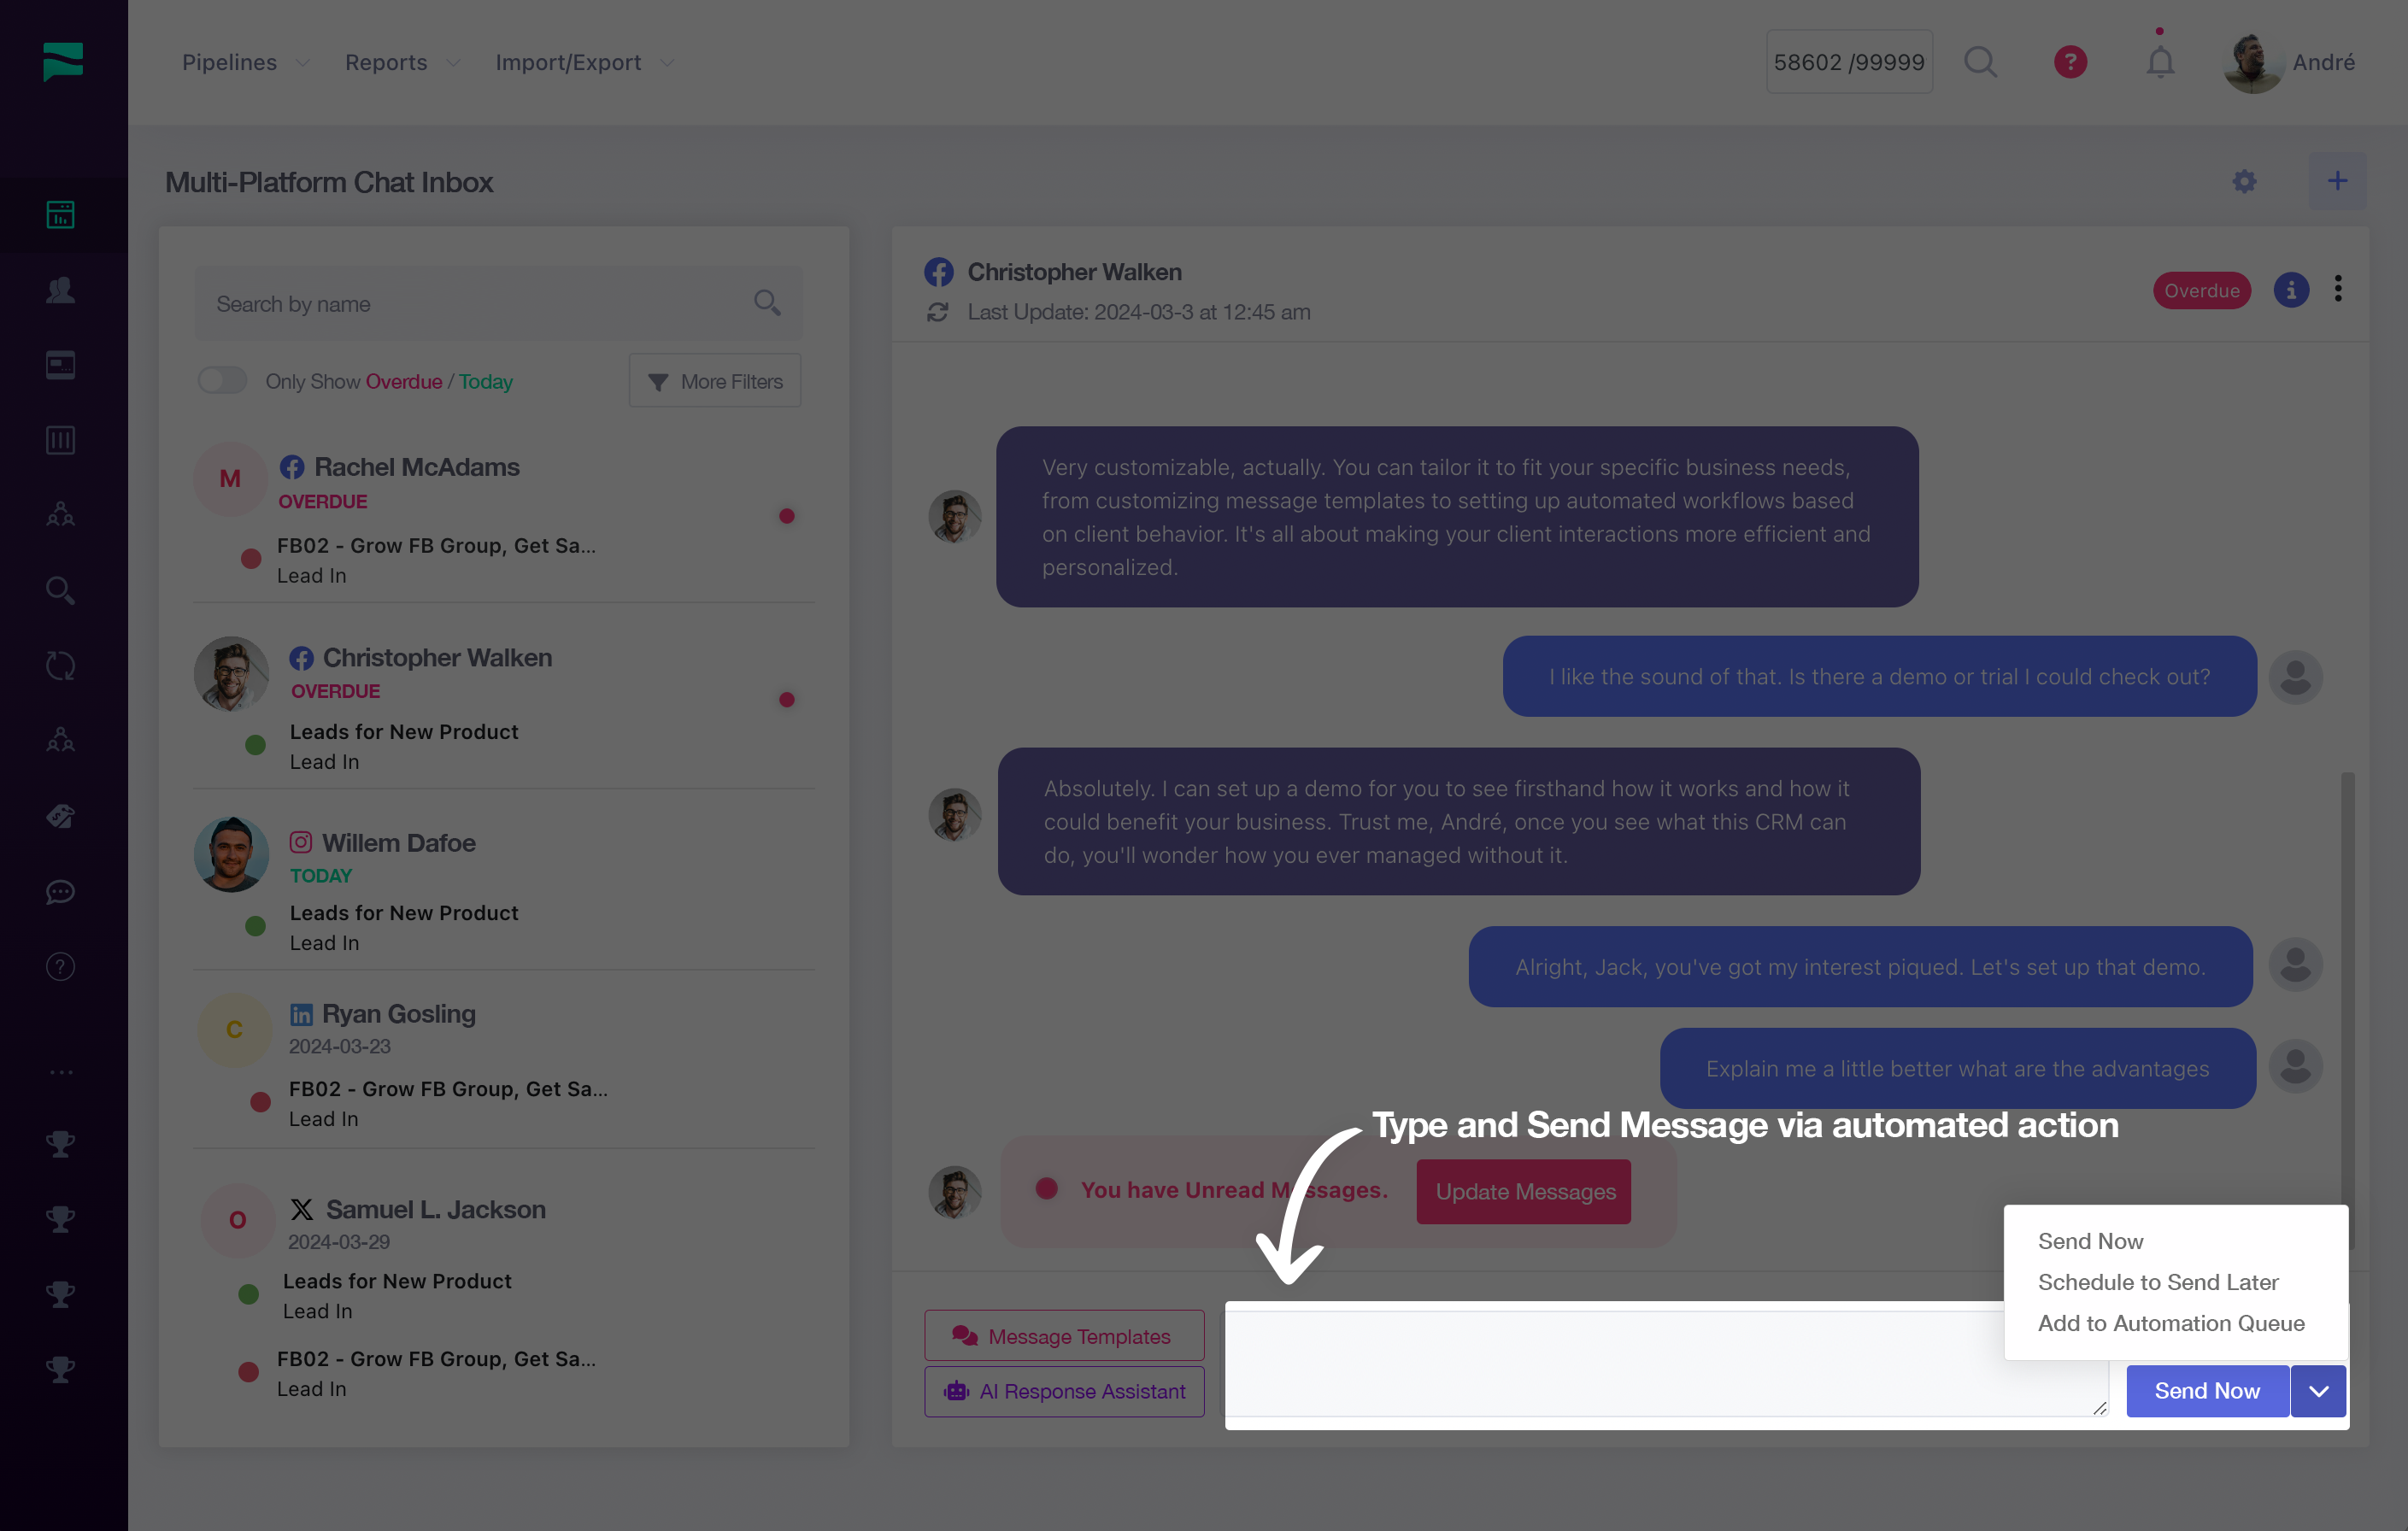 Pipelines
Reports
Import/Export
58602 /99999
?
André
Multi-Platform Chat Inbox
Search by name
Only Show Overdue / Today
More Filters
M
Rachel McAdams
OVERDUE
FB02 - Grow FB Group, Get Sa...
Lead In
Christopher Walken
OVERDUE
Leads for New Product
Lead In
Willem Dafoe
TODAY
Leads for New Product
Lead In
C
in Ryan Gosling
2024-03-23
FB02 - Grow FB Group, Get Sa...
Lead In
O
X Samuel L. Jackson
2024-03-29
Leads for New Product
Lead In
FB02 - Grow FB Group, Get Sa...
Lead In
Christopher Walken
Last Update: 2024-03-3 at 12:45 am
Overdue
Very customizable, actually. You can tailor it to fit your specific business needs,
from customizing message templates to setting up automated workflows based
on client behavior. It's all about making your client interactions more efficient and
personalized.
I like the sound of that. Is there a demo or trial I could check out?
Absolutely. I can set up a demo for you to see firsthand how it works and how it
could benefit your business. Trust me, André, once you see what this CRM can
do, you'll wonder how you ever managed without it.
Alright, Jack, you've got my interest piqued. Let's set up that demo.
Explain me a little better what are the advantages
Type and Send Message via automated action
You have Unread Messages.
Update Messages
Send Now
Schedule to Send Later
Add to Automation Queue
Message Templates
AI Response Assistant
Send Now